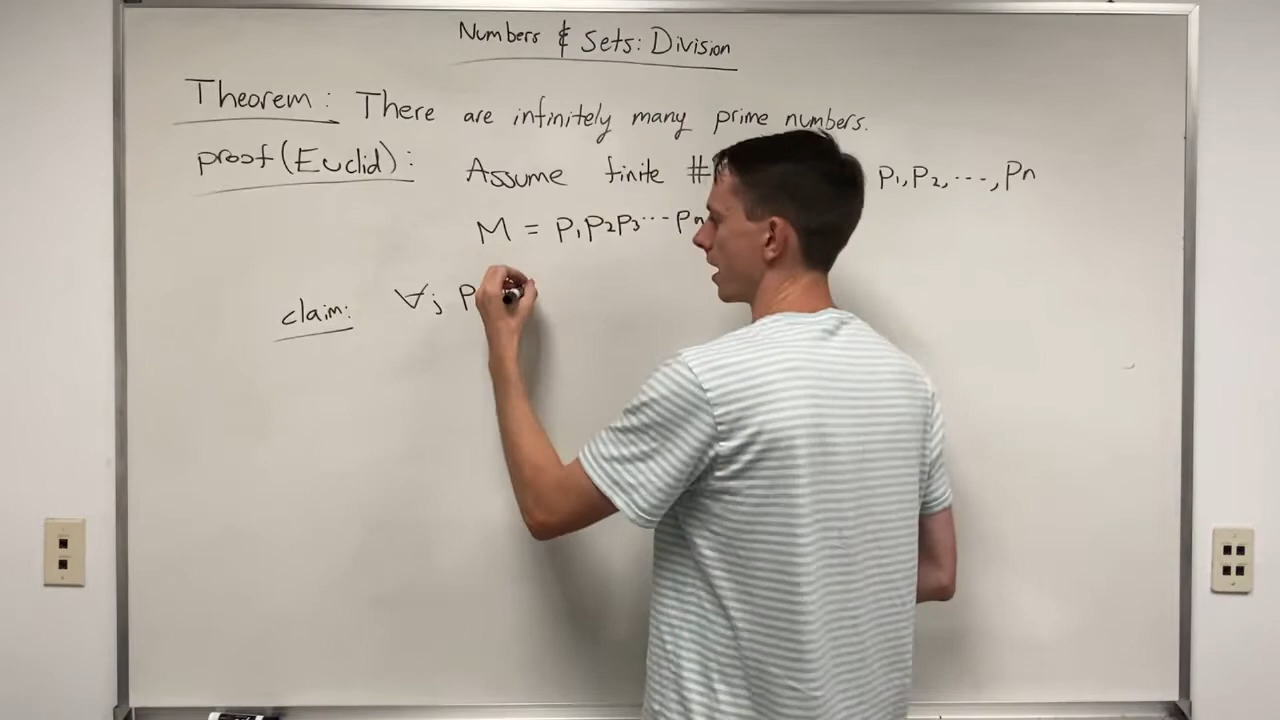 Numbers & Sets: Division
Theorem: There are infinitely many prime numbers.
proof (Euclid): Assume finite # p₁, p₂, ..., pn
M = p₁p₂p₃...pn
claim: ∀j p